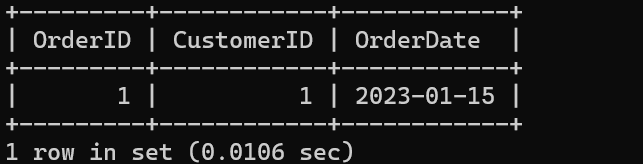 +---------+------------+------------+
| OrderID | CustomerID | OrderDate  |
+---------+------------+------------+
|       1 |          1 | 2023-01-15 |
+---------+------------+------------+
1 row in set (0.0106 sec)